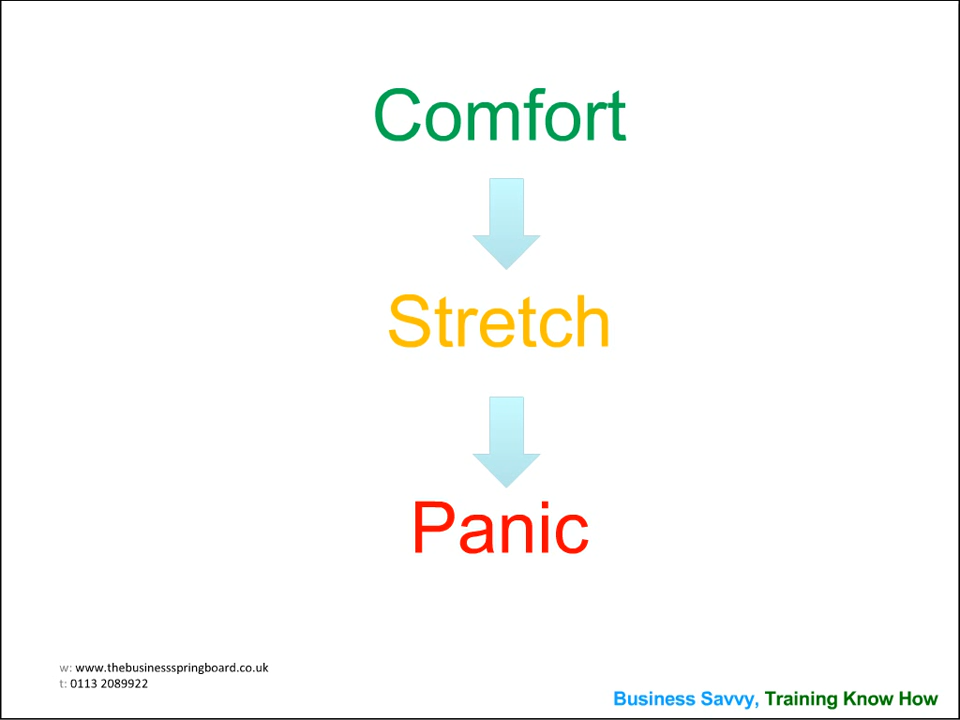 Comfort
Stretch
Panic
w: www.thebusinessspringboard.co.uk
t: 0113 2089922
Business Savvy, Training Know How